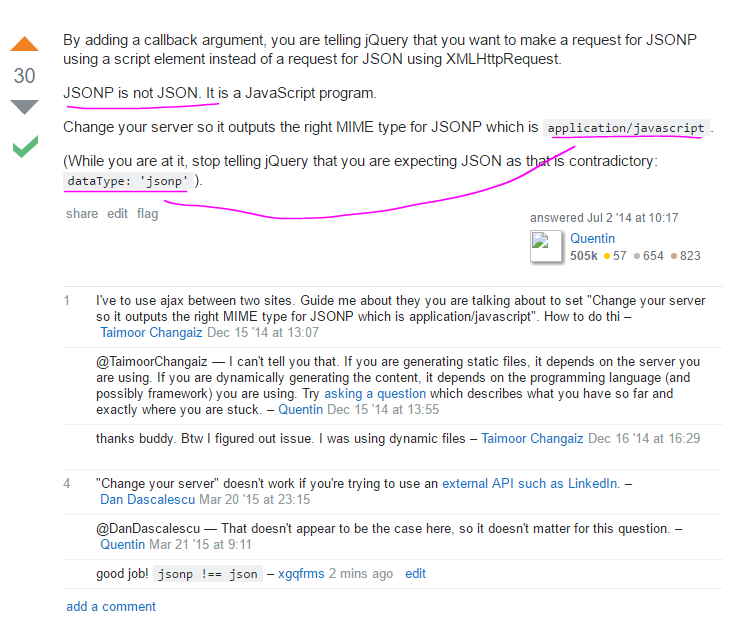 By adding a callback argument, you are telling jQuery that you want to make a request for JSONP
using a script element instead of a request for JSON using XMLHttpRequest.
30
JSONP is not JSON. It is a JavaScript program.
Change your server so it outputs the right MIME type for JSONP which is application/javascript .
(While you are at it, stop telling jQuery that you are expecting JSON as that is contradictory:
dataType: 'jsonp' ).
share edit flag
answered Jul 2 '14 at 10:17
Quentin
505k 57 654 823
1 I've to use ajax between two sites. Guide me about they you are talking about to set "Change your server
so it outputs the right MIME type for JSONP which is application/javascript". How to do thi –
Taimoor Changaiz Dec 15 '14 at 13:07
@TaimoorChangaiz — I can't tell you that. If you are generating static files, it depends on the server you
are using. If you are dynamically generating the content, it depends on the programming language (and
possibly framework) you are using. Try asking a question which describes what you have so far and
exactly where you are stuck. – Quentin Dec 15 '14 at 13:55
thanks buddy. Btw I figured out issue. I was using dynamic files – Taimoor Changaiz Dec 16 '14 at 16:29
4 "Change your server" doesn't work if you're trying to use an external API such as LinkedIn. –
Dan Dascalescu Mar 20 '15 at 23:15
@DanDascalescu — That doesn't appear to be the case here, so it doesn't matter for this question. –
Quentin Mar 21 '15 at 9:11
good job! jsonp !== json – xgqfrms 2 mins ago edit
add a comment